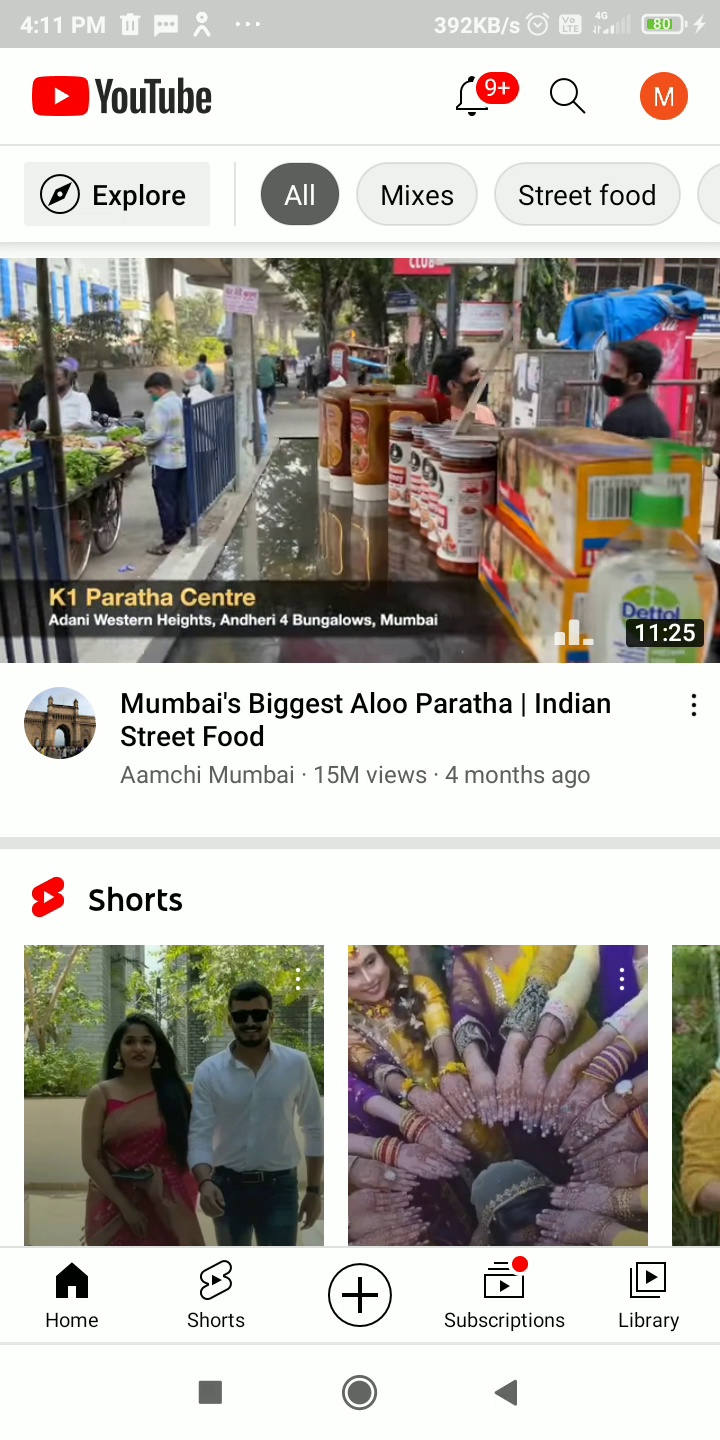 4:11 PM
392KB/s
Vo LTE
4G
80
YouTube
9+
M
Explore
All
Mixes
Street food
CLUB
K1 Paratha Centre
Adani Western Heights, Andheri 4 Bungalows, Mumbai
Dettol
11:25
Mumbai's Biggest Aloo Paratha | Indian
Street Food
Aamchi Mumbai · 15M views · 4 months ago
Shorts
Home
Shorts
Subscriptions
Library